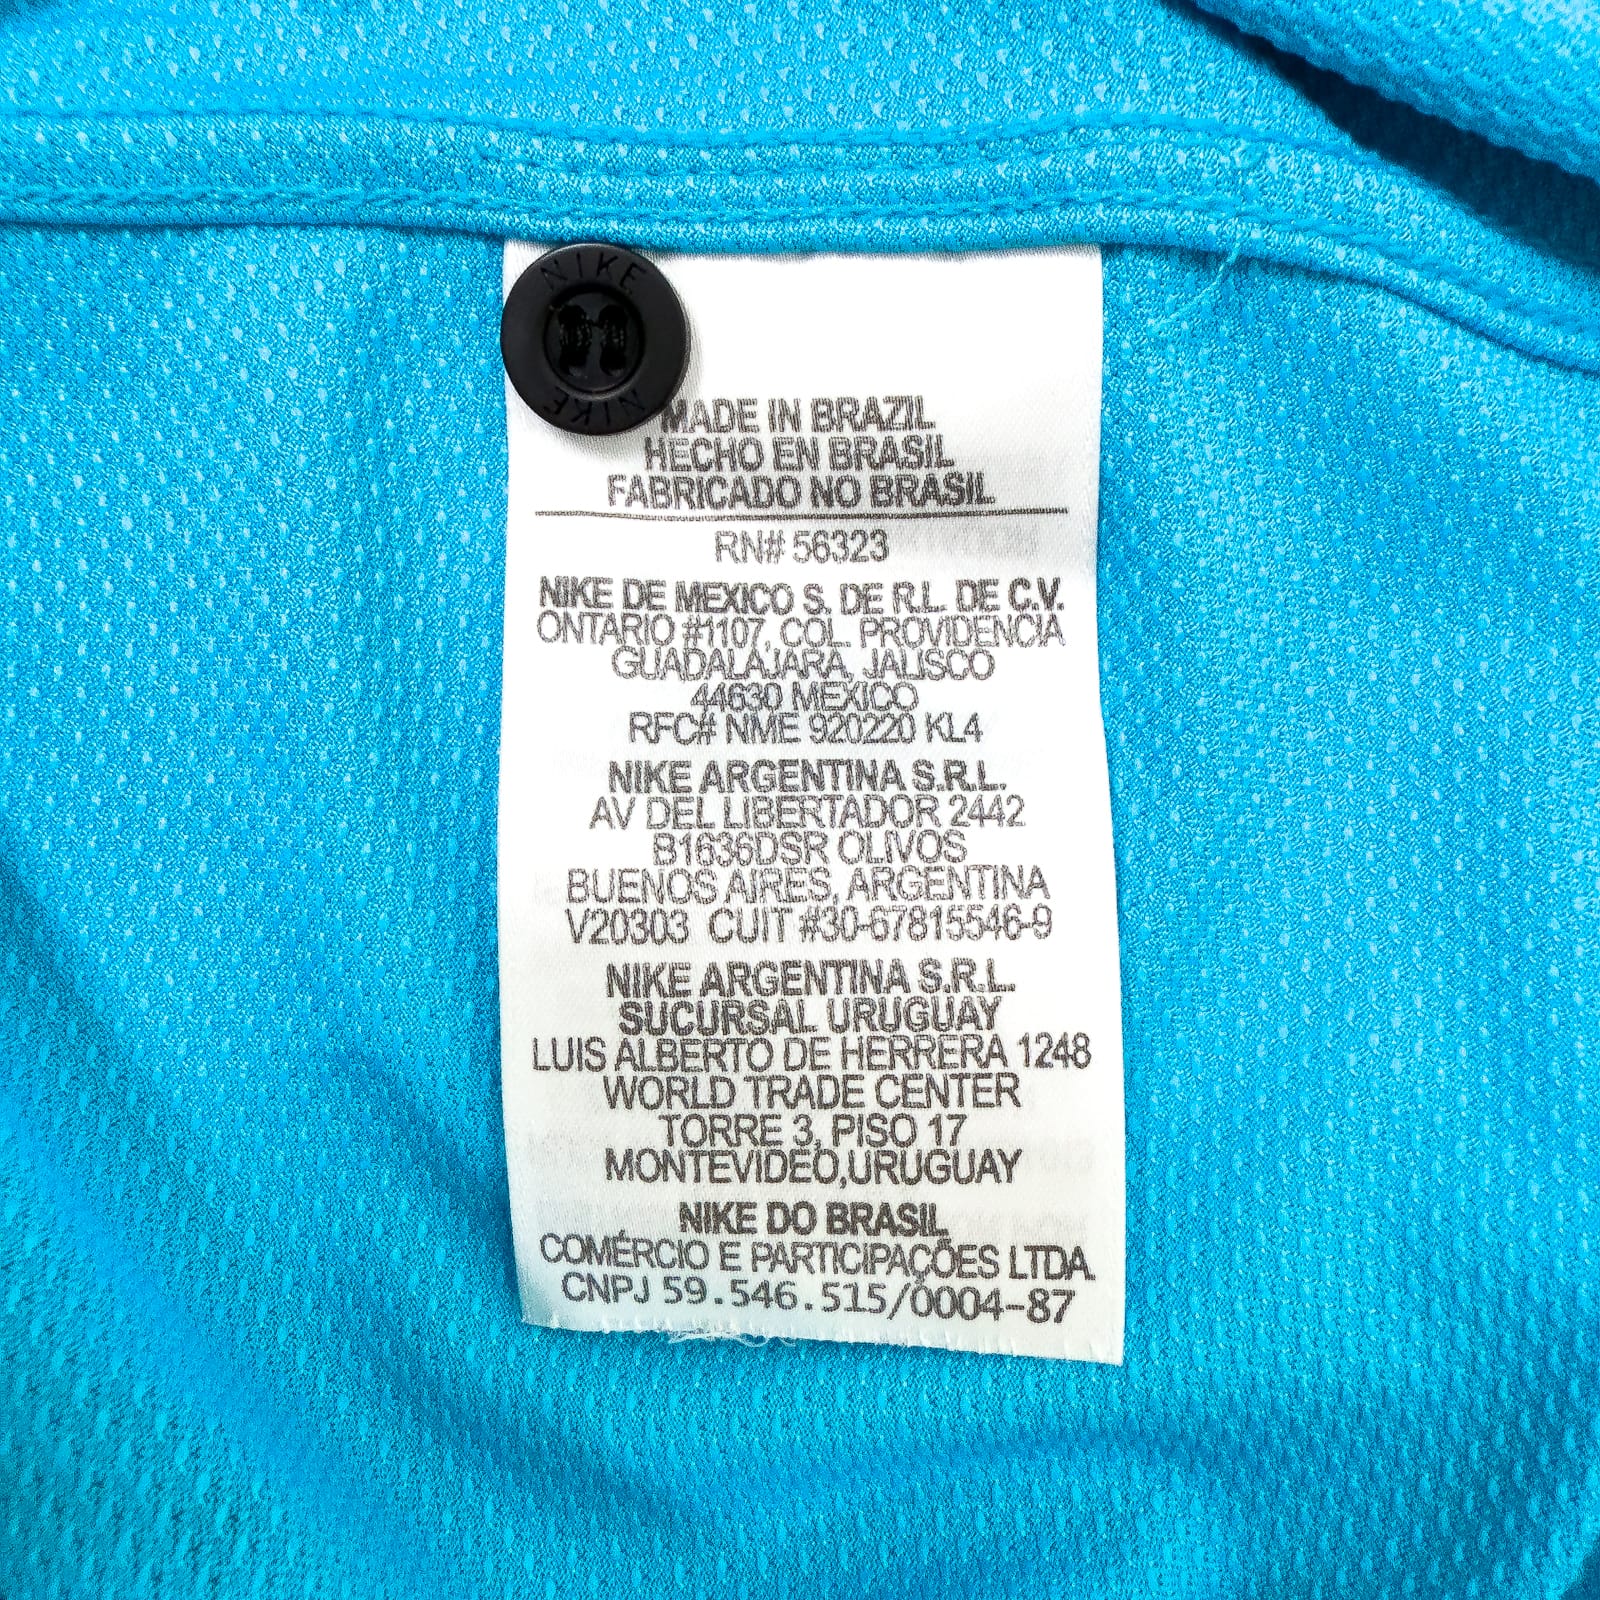 NIKE
NIKE
MADE IN BRAZIL
HECHO EN BRASIL
FABRICADO NO BRASIL
RN# 56323
NIKE DE MEXICO S. DE R.L. DE C.V.
ONTARIO #1107, COL. PROVIDENCIA
GUADALAJARA, JALISCO
44630 MEXICO
RFC# NME 920220 KL4
NIKE ARGENTINA S.R.L.
AV DEL LIBERTADOR 2442
B1636DSR OLIVOS
BUENOS AIRES, ARGENTINA
V20303 CUIT #30-67815546-9
NIKE ARGENTINA S.R.L.
SUCURSAL URUGUAY
LUIS ALBERTO DE HERRERA 1248
WORLD TRADE CENTER
TORRE 3, PISO 17
MONTEVIDEO,URUGUAY
NIKE DO BRASIL
COMÉRCIO E PARTICIPAÇÕES LTDA.
CNPJ 59.546.515/0004-87